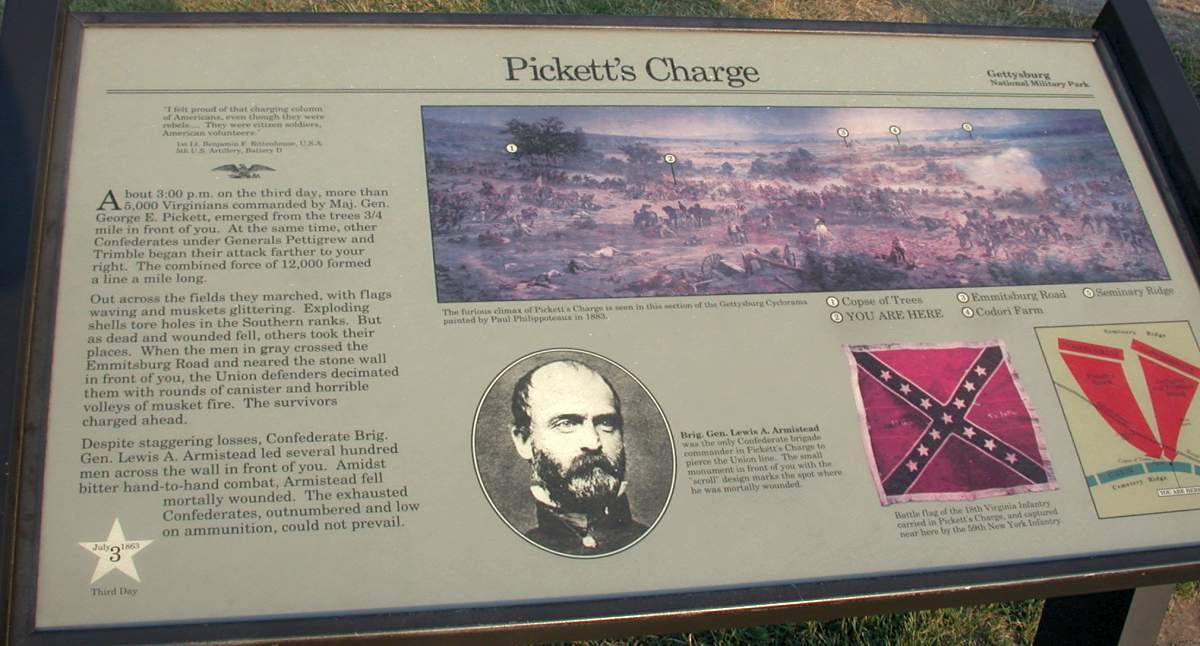 Pickett's Charge
Gettysburg
National Military Park
"I felt proud of that charging column
of Americans, even though they were
rebels.... They were citizen soldiers,
American volunteers."
1st Lt. Benjamin F. Rittenhouse, U.S.A.
5th U.S. Artillery, Battery D
About 3:00 p.m. on the third day, more than
5,000 Virginians commanded by Maj. Gen.
George E. Pickett, emerged from the trees 3/4
mile in front of you. At the same time, other
Confederates under Generals Pettigrew and
Trimble began their attack farther to your
right. The combined force of 12,000 formed
a line a mile long.
Out across the fields they marched, with flags
waving and muskets glittering. Exploding
shells tore holes in the Southern ranks. But
as dead and wounded fell, others took their
places. When the men in gray crossed the
Emmitsburg Road and neared the stone wall
in front of you, the Union defenders decimated
them with rounds of canister and horrible
volleys of musket fire. The survivors
charged ahead.
Despite staggering losses, Confederate Brig.
Gen. Lewis A. Armistead led several hundred
men across the wall in front of you. Amidst
bitter hand-to-hand combat, Armistead fell
mortally wounded. The exhausted
Confederates, outnumbered and low
on ammunition, could not prevail.
July 3 1863
Third Day
1
2
3
4
5
The furious climax of Pickett's Charge is seen in this section of the Gettysburg Cyclorama
painted by Paul Philippoteaux in 1883.
1 Copse of Trees
2 YOU ARE HERE
3 Emmitsburg Road
4 Codori Farm
5 Seminary Ridge
Brig. Gen. Lewis A. Armistead
was the only Confederate brigade
commander in Pickett's Charge to
pierce the Union line. The small
monument in front of you with the
"scroll" design marks the spot where
he was mortally wounded.
Battle flag of the 18th Virginia Infantry
carried in Pickett's Charge, and captured
near here by the 59th New York Infantry.
Seminary Ridge
Cemetery Ridge
YOU ARE HERE